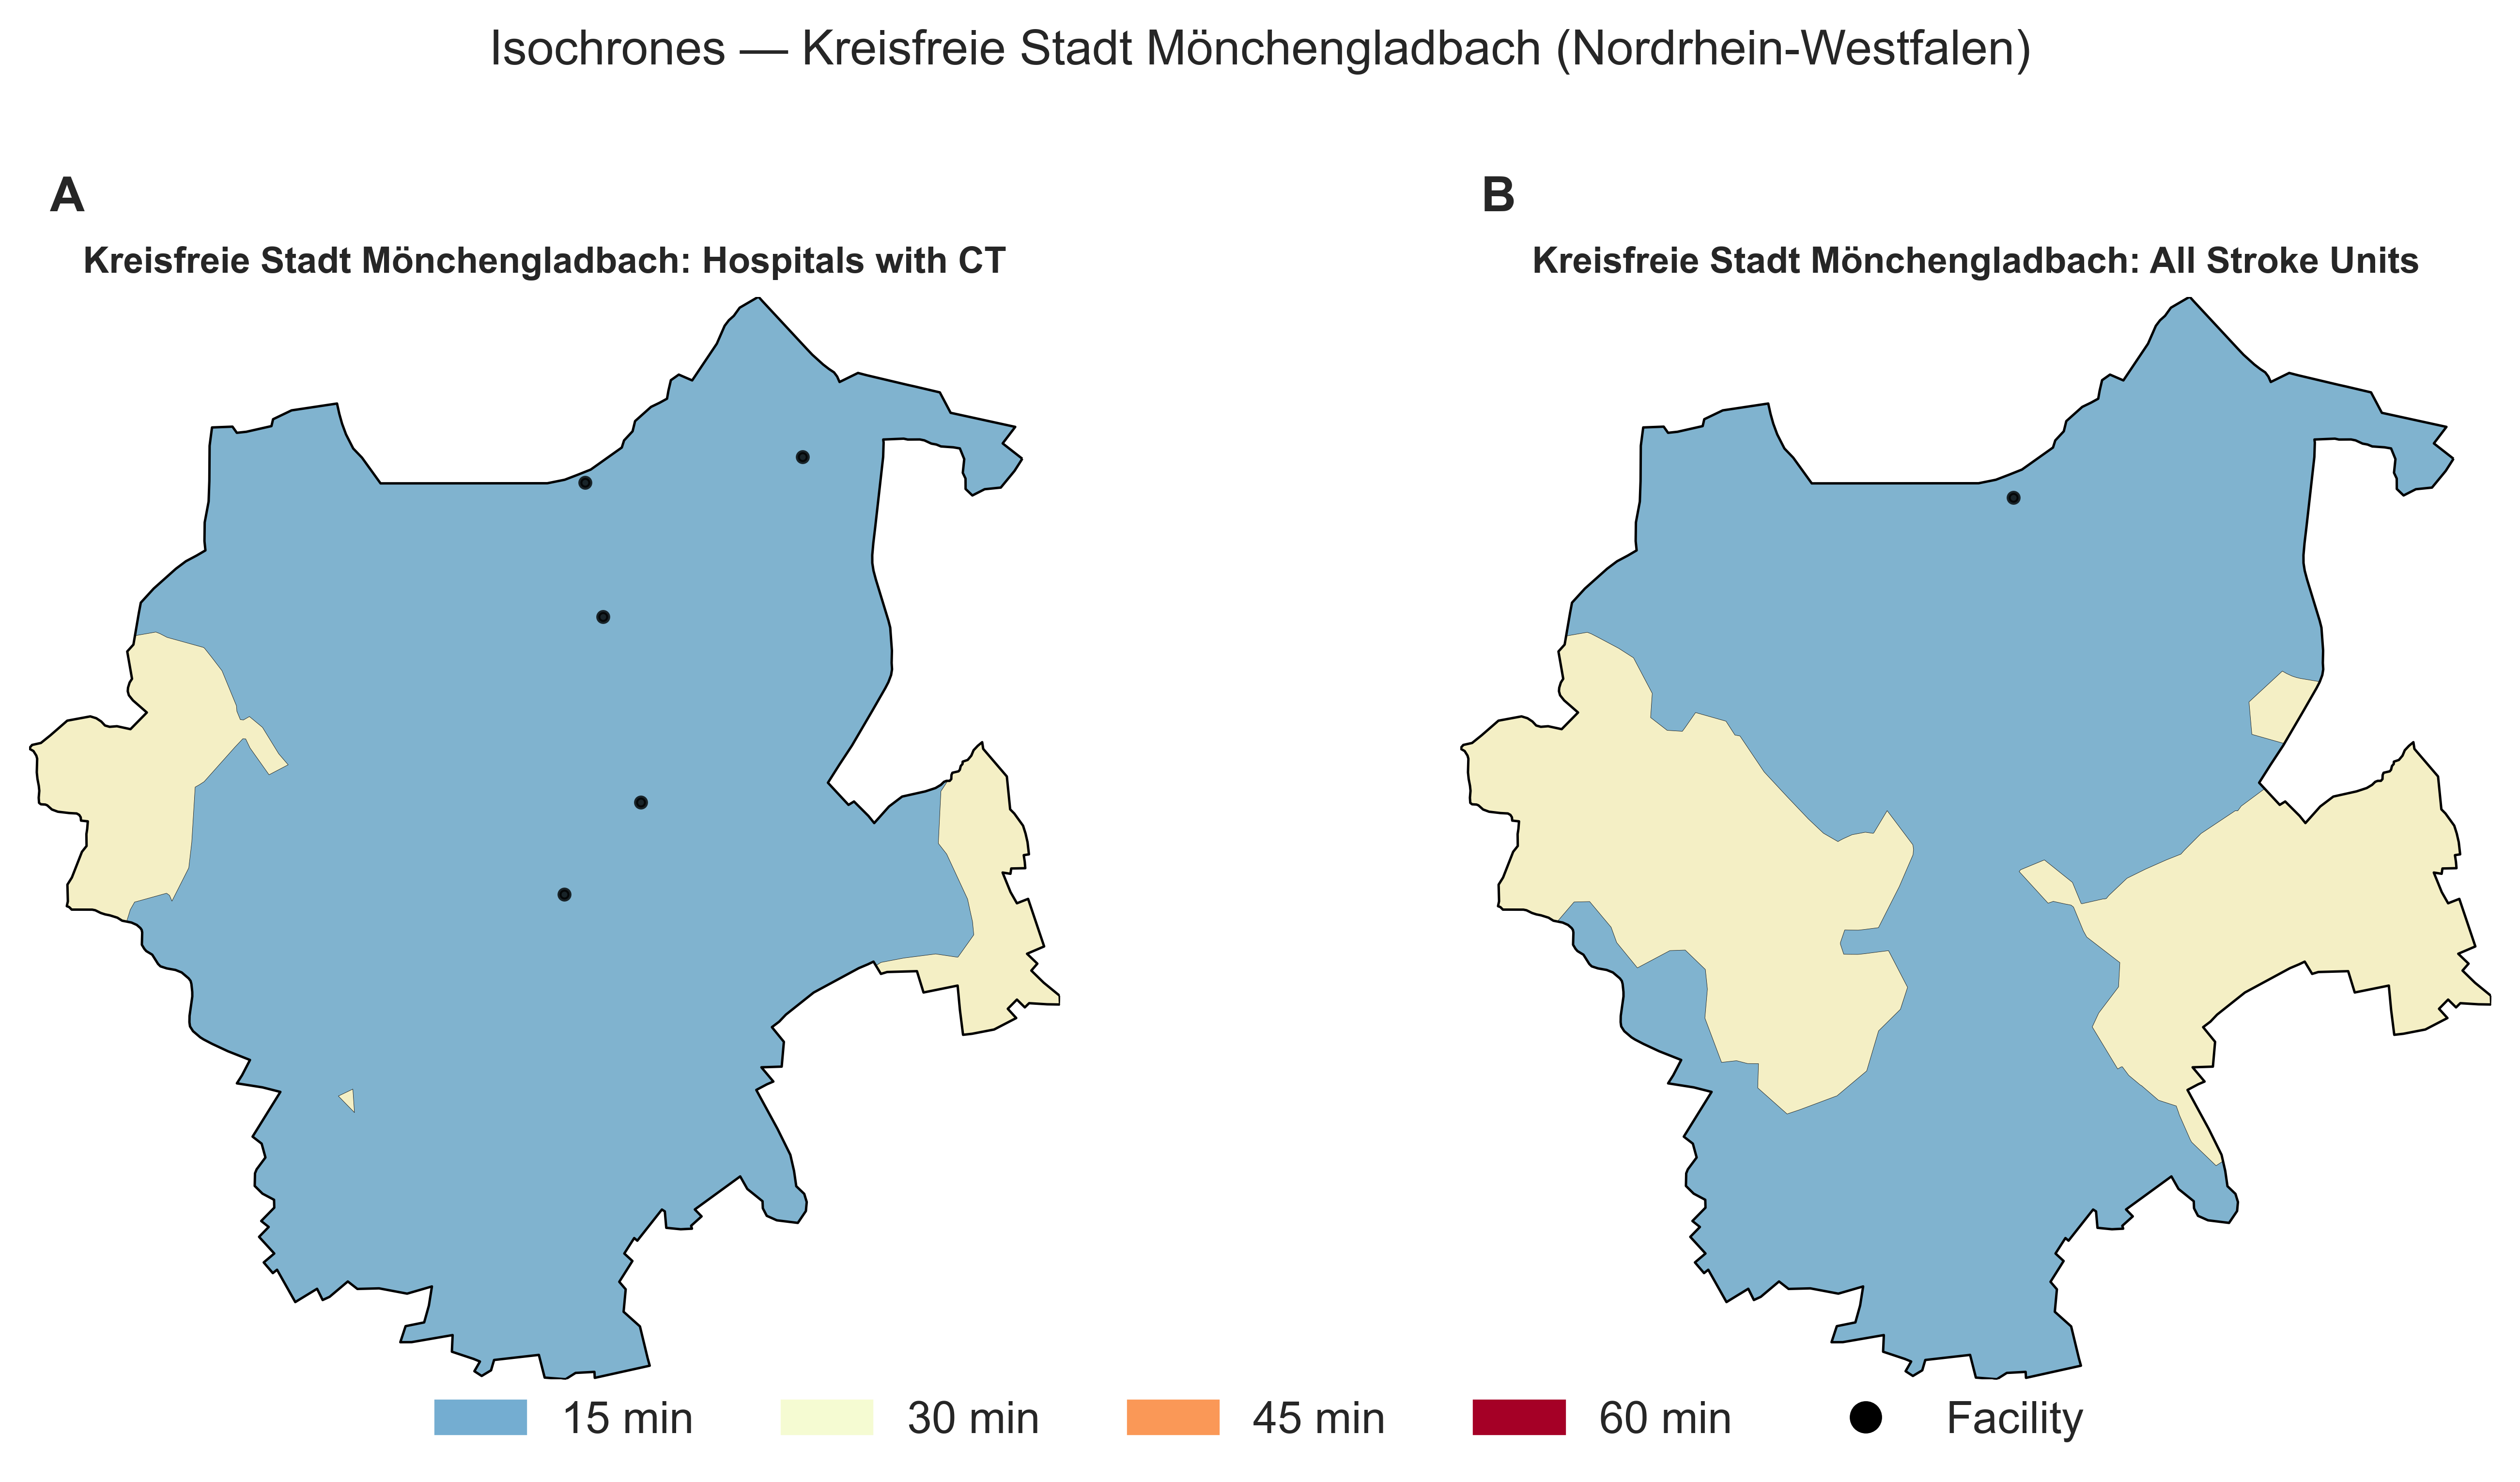 Isochrones — Kreisfreie Stadt Mönchengladbach (Nordrhein-Westfalen)
A
Kreisfreie Stadt Mönchengladbach: Hospitals with CT
B
Kreisfreie Stadt Mönchengladbach: All Stroke Units
15 min
30 min
45 min
60 min
Facility